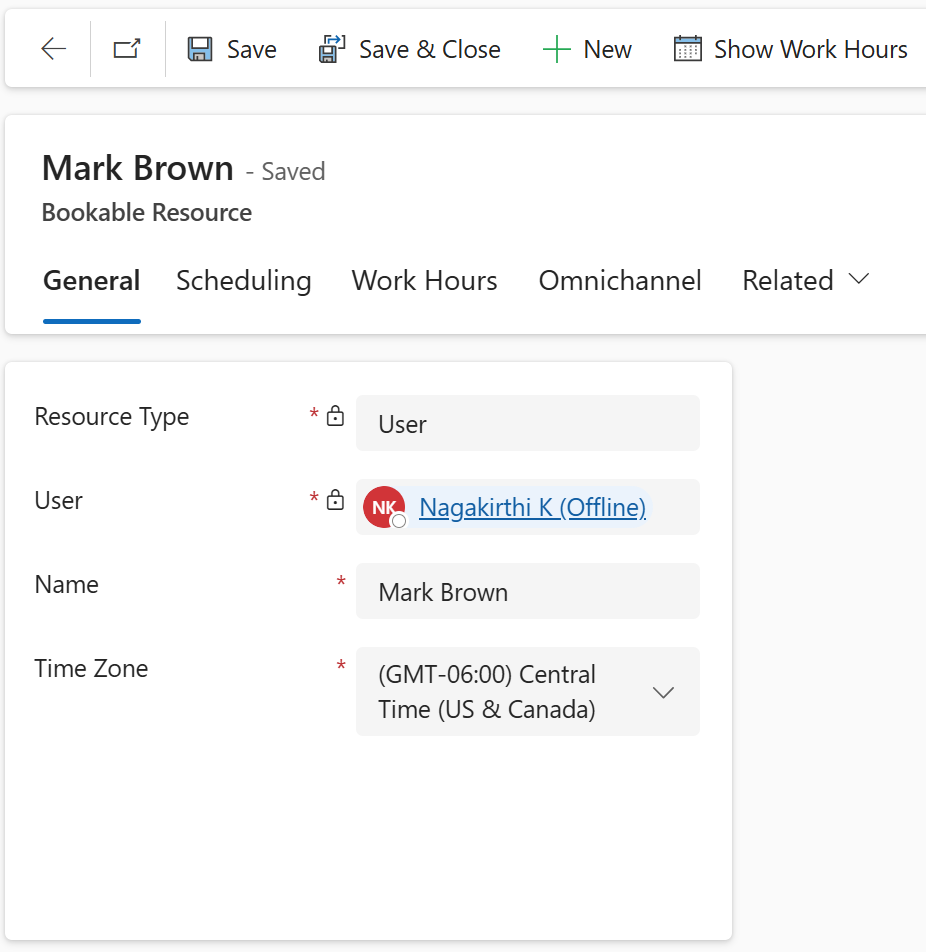 Save
Save & Close
New
Show Work Hours
Mark Brown - Saved
Bookable Resource
General
Scheduling
Work Hours
Omnichannel
Related
Resource Type
*
User
User
*
NK
Nagakirthi K (Offline)
Name
*
Mark Brown
Time Zone
*
(GMT-06:00) Central
Time (US & Canada)